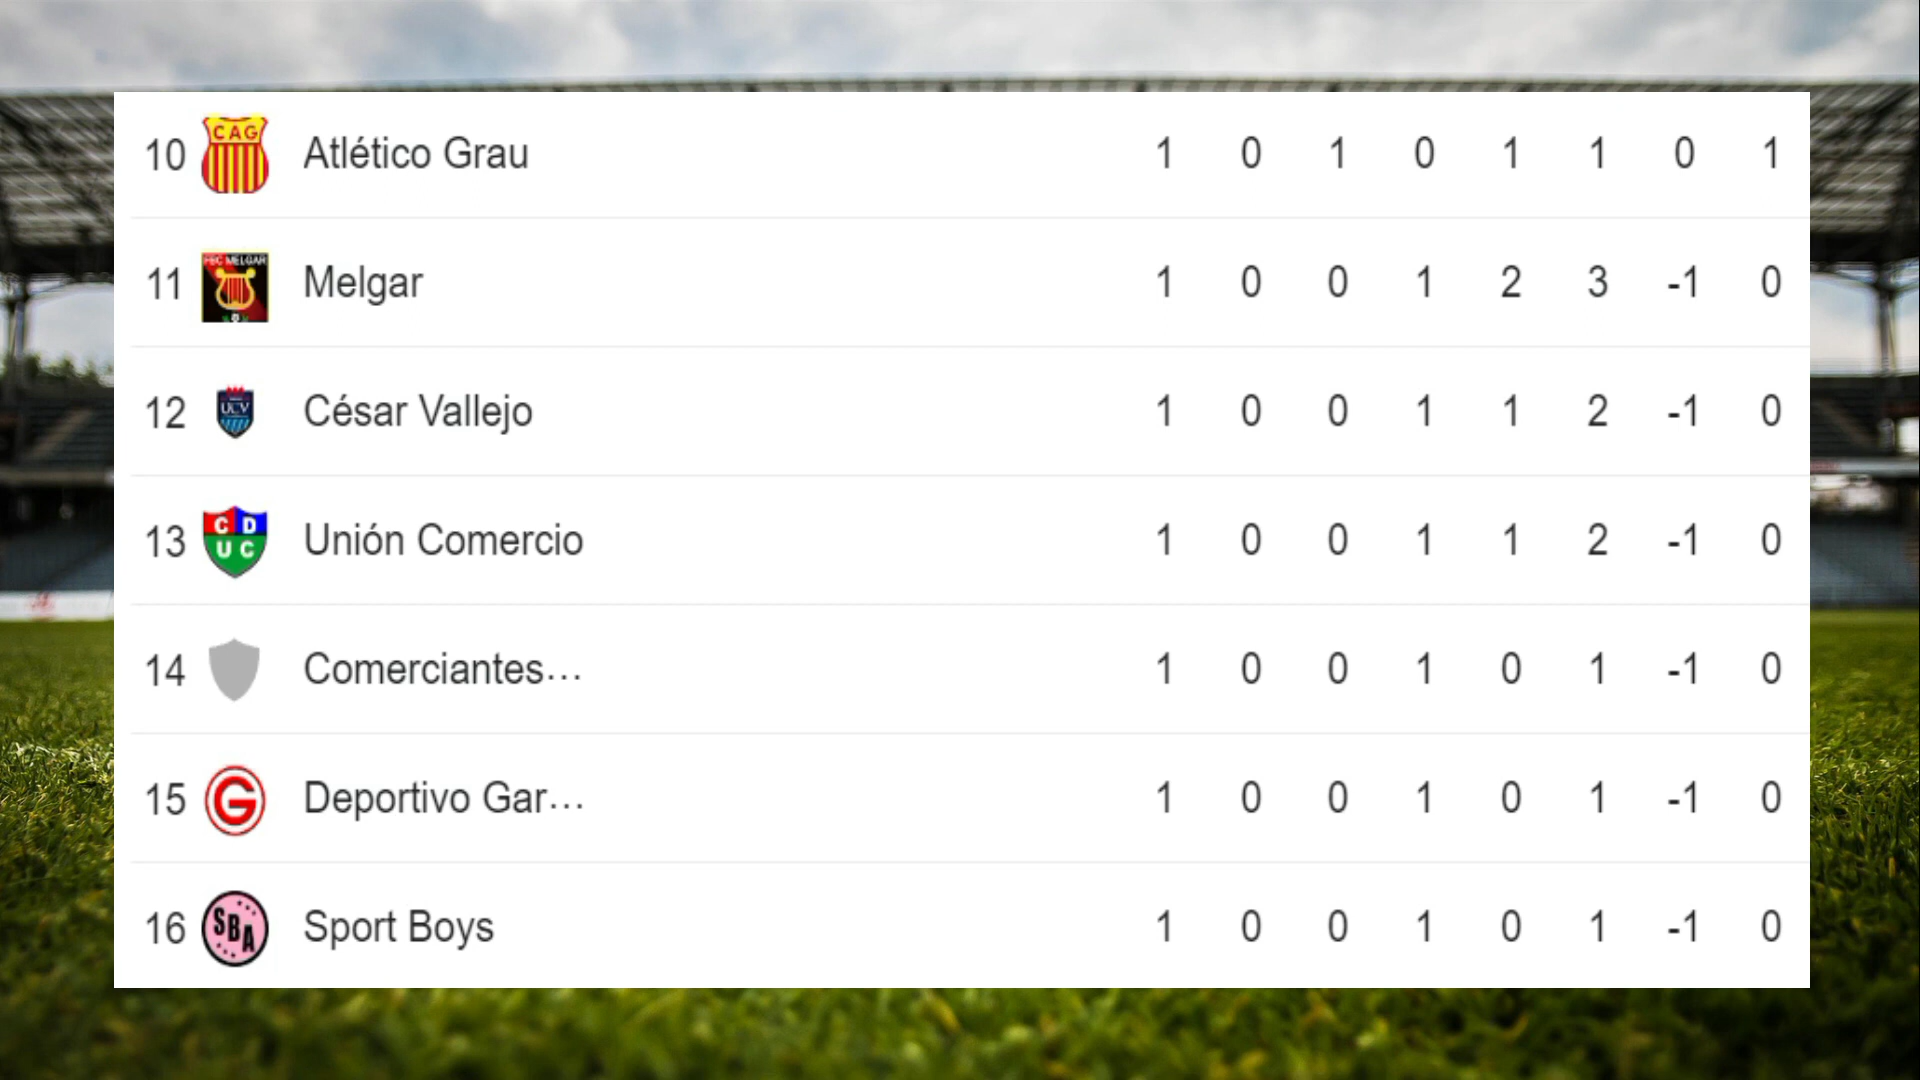 10 CAG Atlético Grau 1 0 1 0 1 1 0 1
11 FBC MELGAR Melgar 1 0 0 1 2 3 -1 0
12 UCV César Vallejo 1 0 0 1 1 2 -1 0
13 CD UC Unión Comercio 1 0 0 1 1 2 -1 0
14 Comerciantes... 1 0 0 1 0 1 -1 0
15 G Deportivo Gar... 1 0 0 1 0 1 -1 0
16 SBA Sport Boys 1 0 0 1 0 1 -1 0